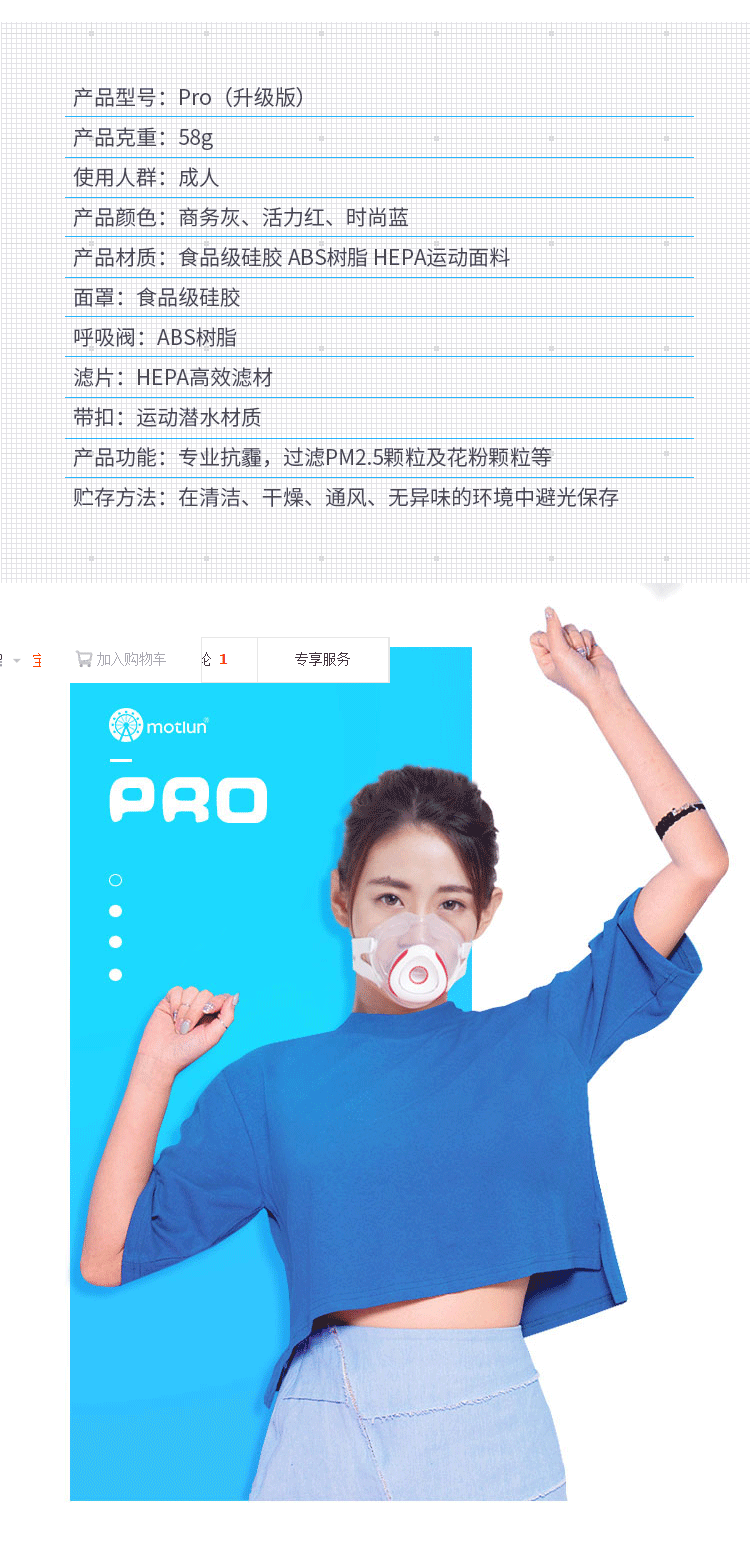 产品型号：Pro（升级版）
产品克重：58g
使用人群：成人
产品颜色：商务灰、活力红、时尚蓝
产品材质：食品级硅胶 ABS树脂 HEPA运动面料
面罩：食品级硅胶
呼吸阀：ABS树脂
滤片：HEPA高效滤材
带扣：运动潜水材质
产品功能：专业抗霾，过滤PM2.5颗粒及花粉颗粒等
贮存方法：在清洁、干燥、通风、无异味的环境中避光保存
加入购物车 1 专享服务
motlun®
PRO